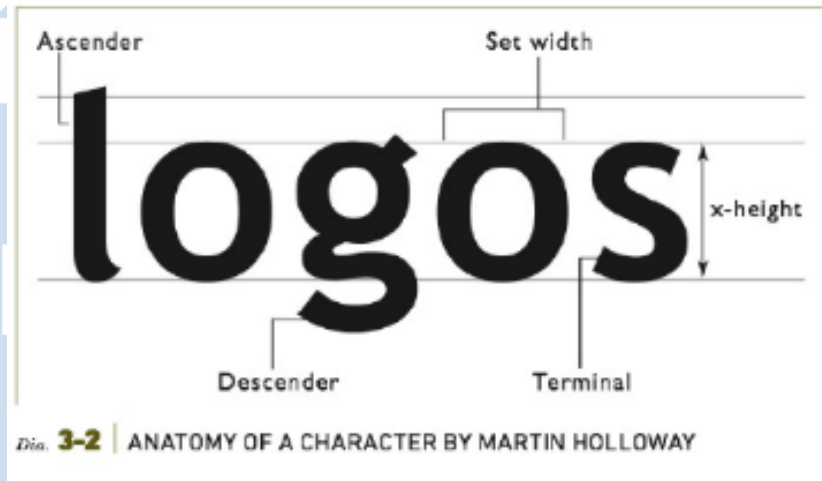 Ascender Set width
logos
x-height
Descender Terminal
Dia. 3-2 | ANATOMY OF A CHARACTER BY MARTIN HOLLOWAY